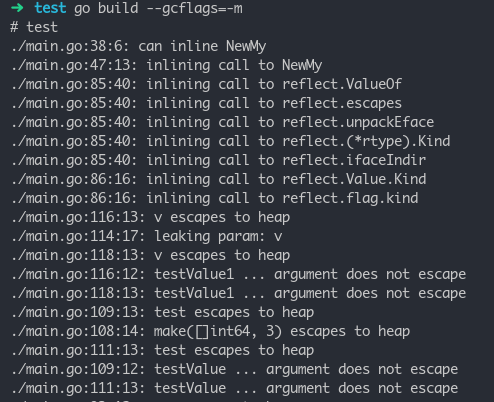 ➜ test go build --gcflags=-m
# test
./main.go:38:6: can inline NewMy
./main.go:47:13: inlining call to NewMy
./main.go:85:40: inlining call to reflect.ValueOf
./main.go:85:40: inlining call to reflect.escapes
./main.go:85:40: inlining call to reflect.unpackEface
./main.go:85:40: inlining call to reflect.(*rtype).Kind
./main.go:85:40: inlining call to reflect.ifaceIndir
./main.go:86:16: inlining call to reflect.Value.Kind
./main.go:86:16: inlining call to reflect.flag.kind
./main.go:116:13: v escapes to heap
./main.go:114:17: leaking param: v
./main.go:118:13: v escapes to heap
./main.go:116:12: testValue1 ... argument does not escape
./main.go:118:13: testValue1 ... argument does not escape
./main.go:109:13: test escapes to heap
./main.go:108:14: make([]int64, 3) escapes to heap
./main.go:111:13: test escapes to heap
./main.go:109:12: testValue ... argument does not escape
./main.go:111:13: testValue ... argument does not escape